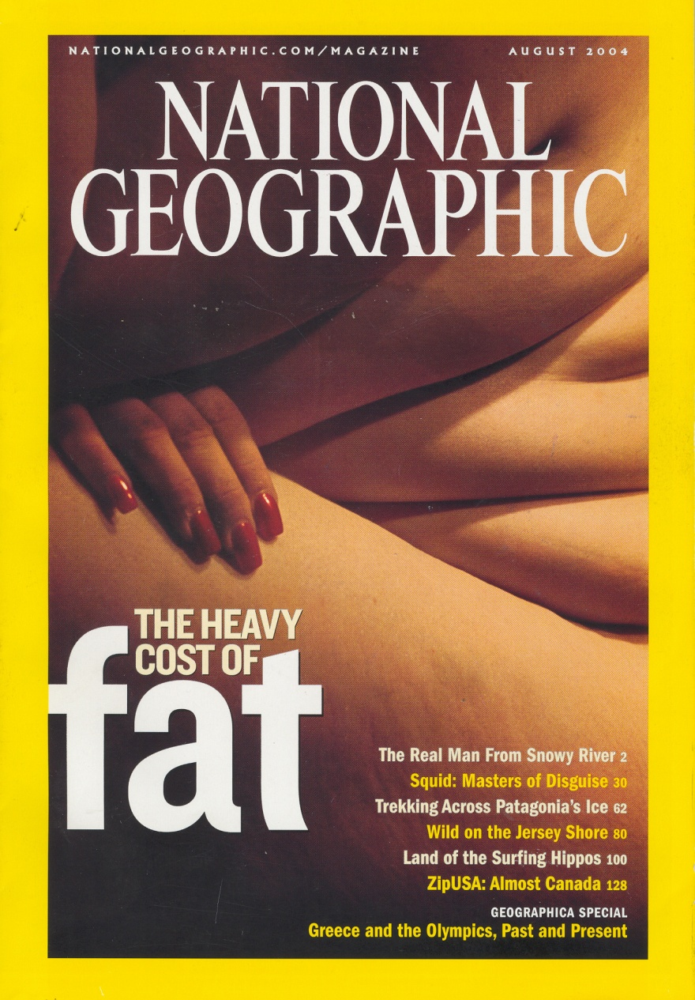 NATIONALGEOGRAPHIC.COM/MAGAZINE
AUGUST 2004
NATIONAL
GEOGRAPHIC
THE HEAVY
COST OF
fat
The Real Man From Snowy River 2
Squid: Masters of Disguise 30
Trekking Across Patagonia's Ice 62
Wild on the Jersey Shore 80
Land of the Surfing Hippos 100
ZipUSA: Almost Canada 128
GEOGRAPHICA SPECIAL
Greece and the Olympics, Past and Present